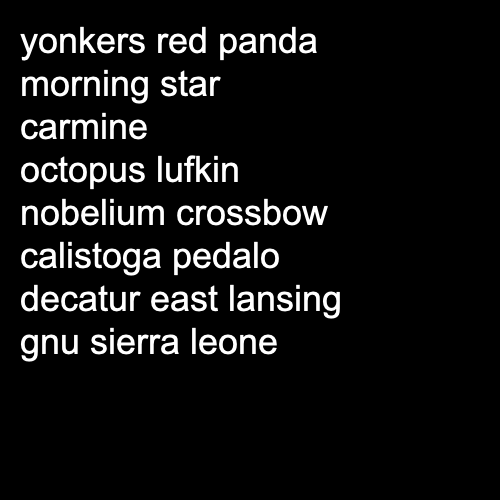 yonkers red panda
morning star
carmine
octopus lufkin
nobelium crossbow
calistoga pedalo
decatur east lansing
gnu sierra leone